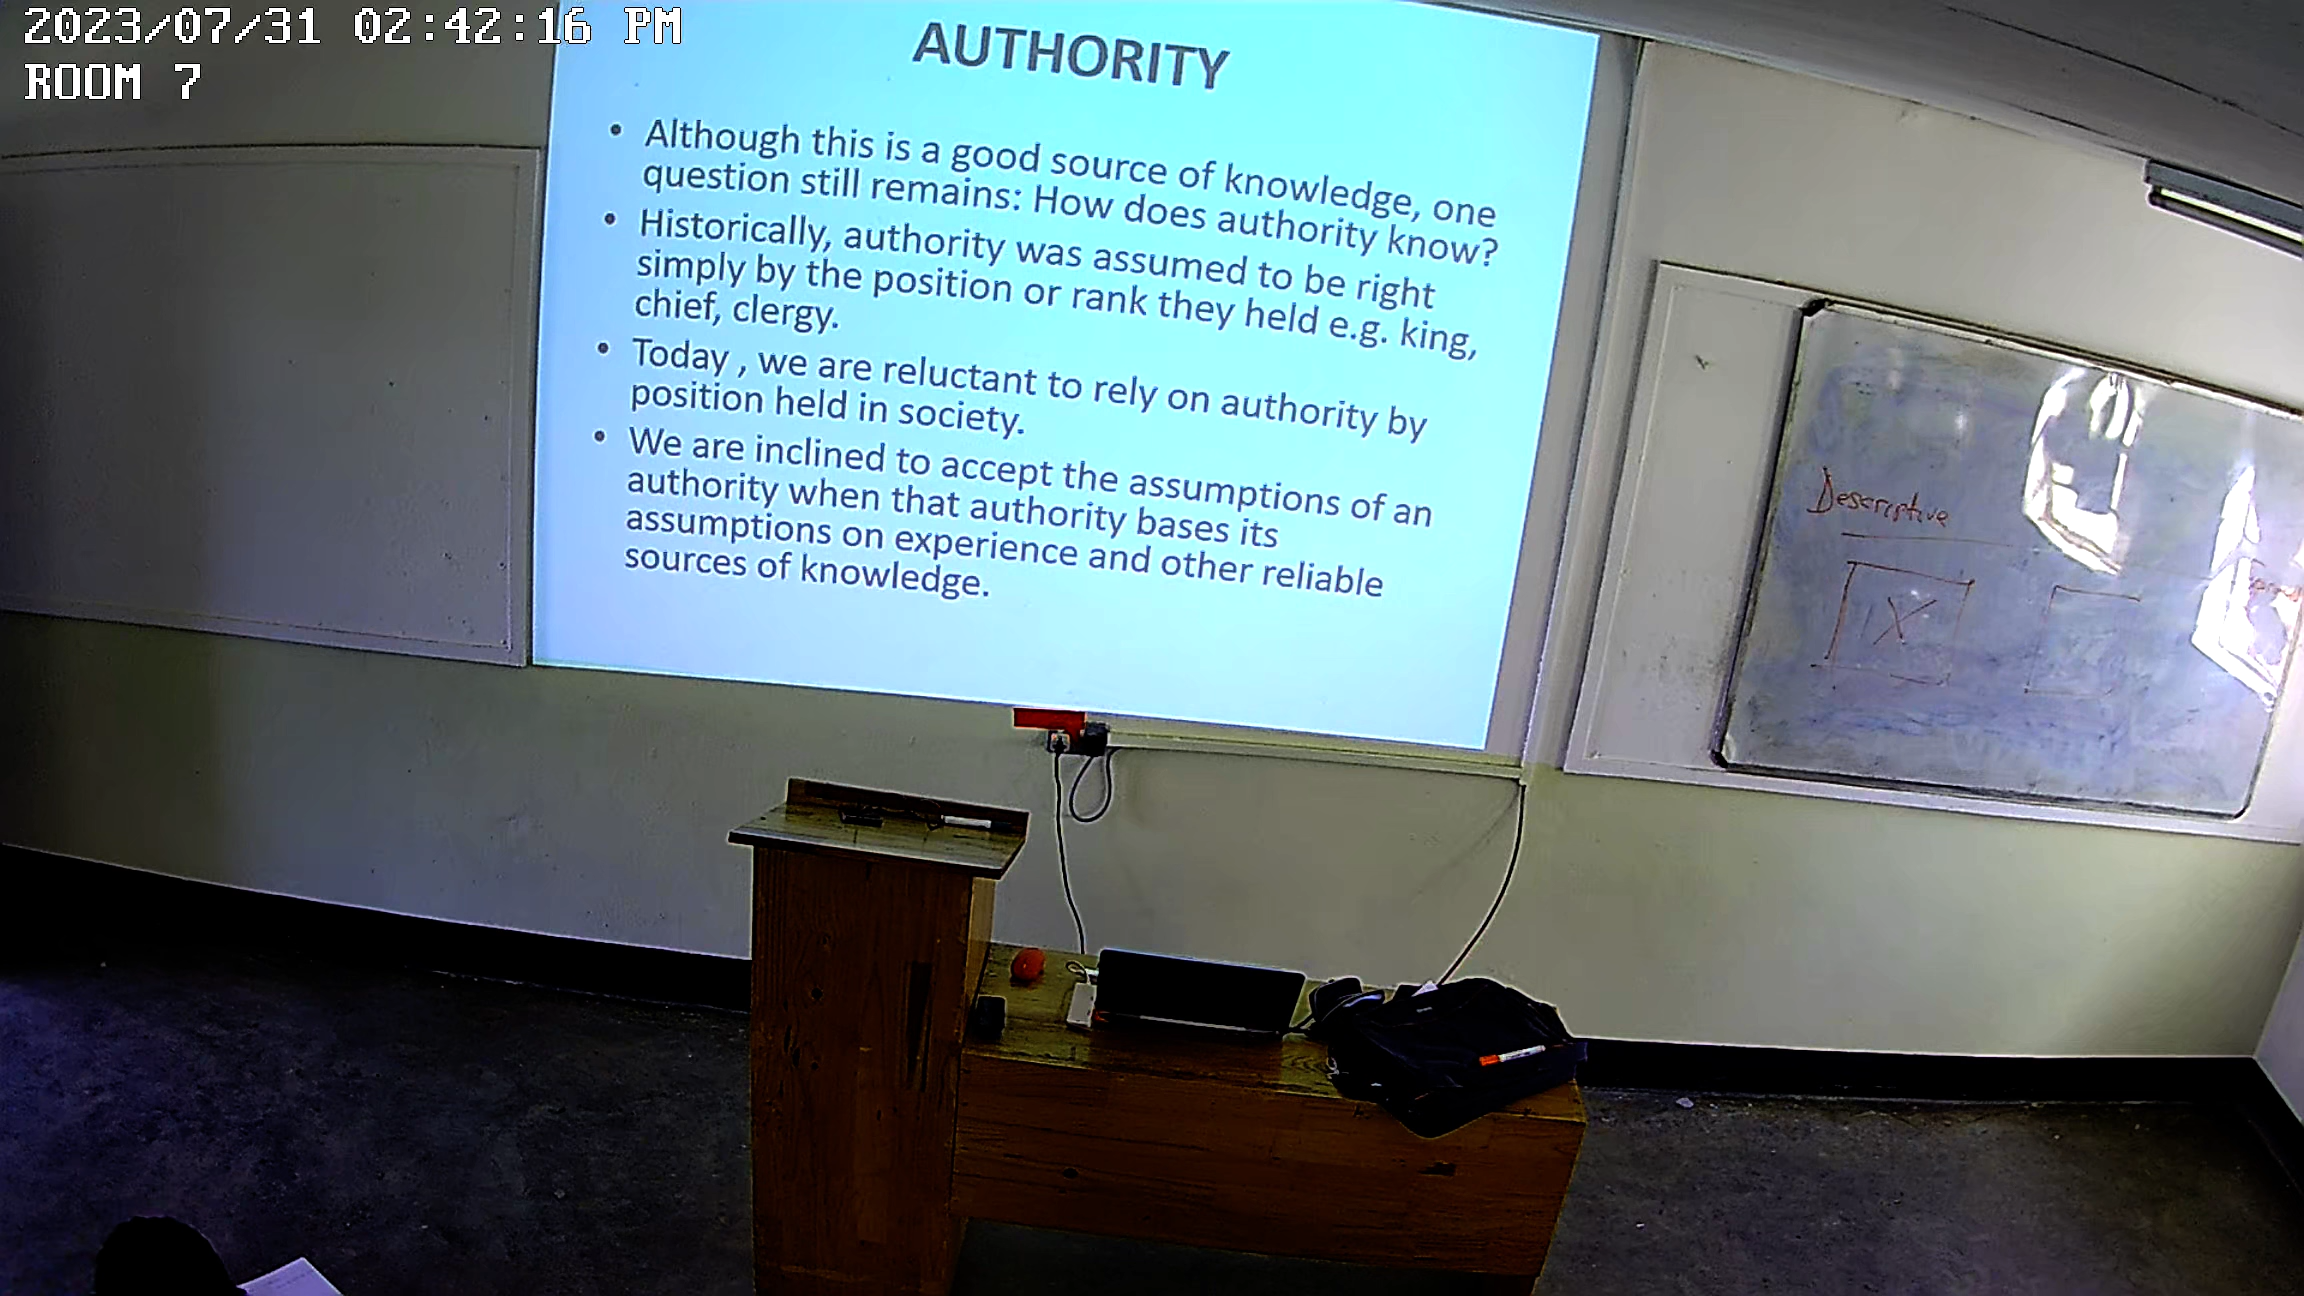 2023/07/31 02:42:16 PM
ROOM 7
AUTHORITY
• Although this is a good source of knowledge, one
question still remains: How does authority know?
• Historically, authority was assumed to be right
simply by the position or rank they held e.g. king,
chief, clergy.
• Today , we are reluctant to rely on authority by
position held in society.
• We are inclined to accept the assumptions of an
authority when that authority bases its
assumptions on experience and other reliable
sources of knowledge.
Descriptive
X